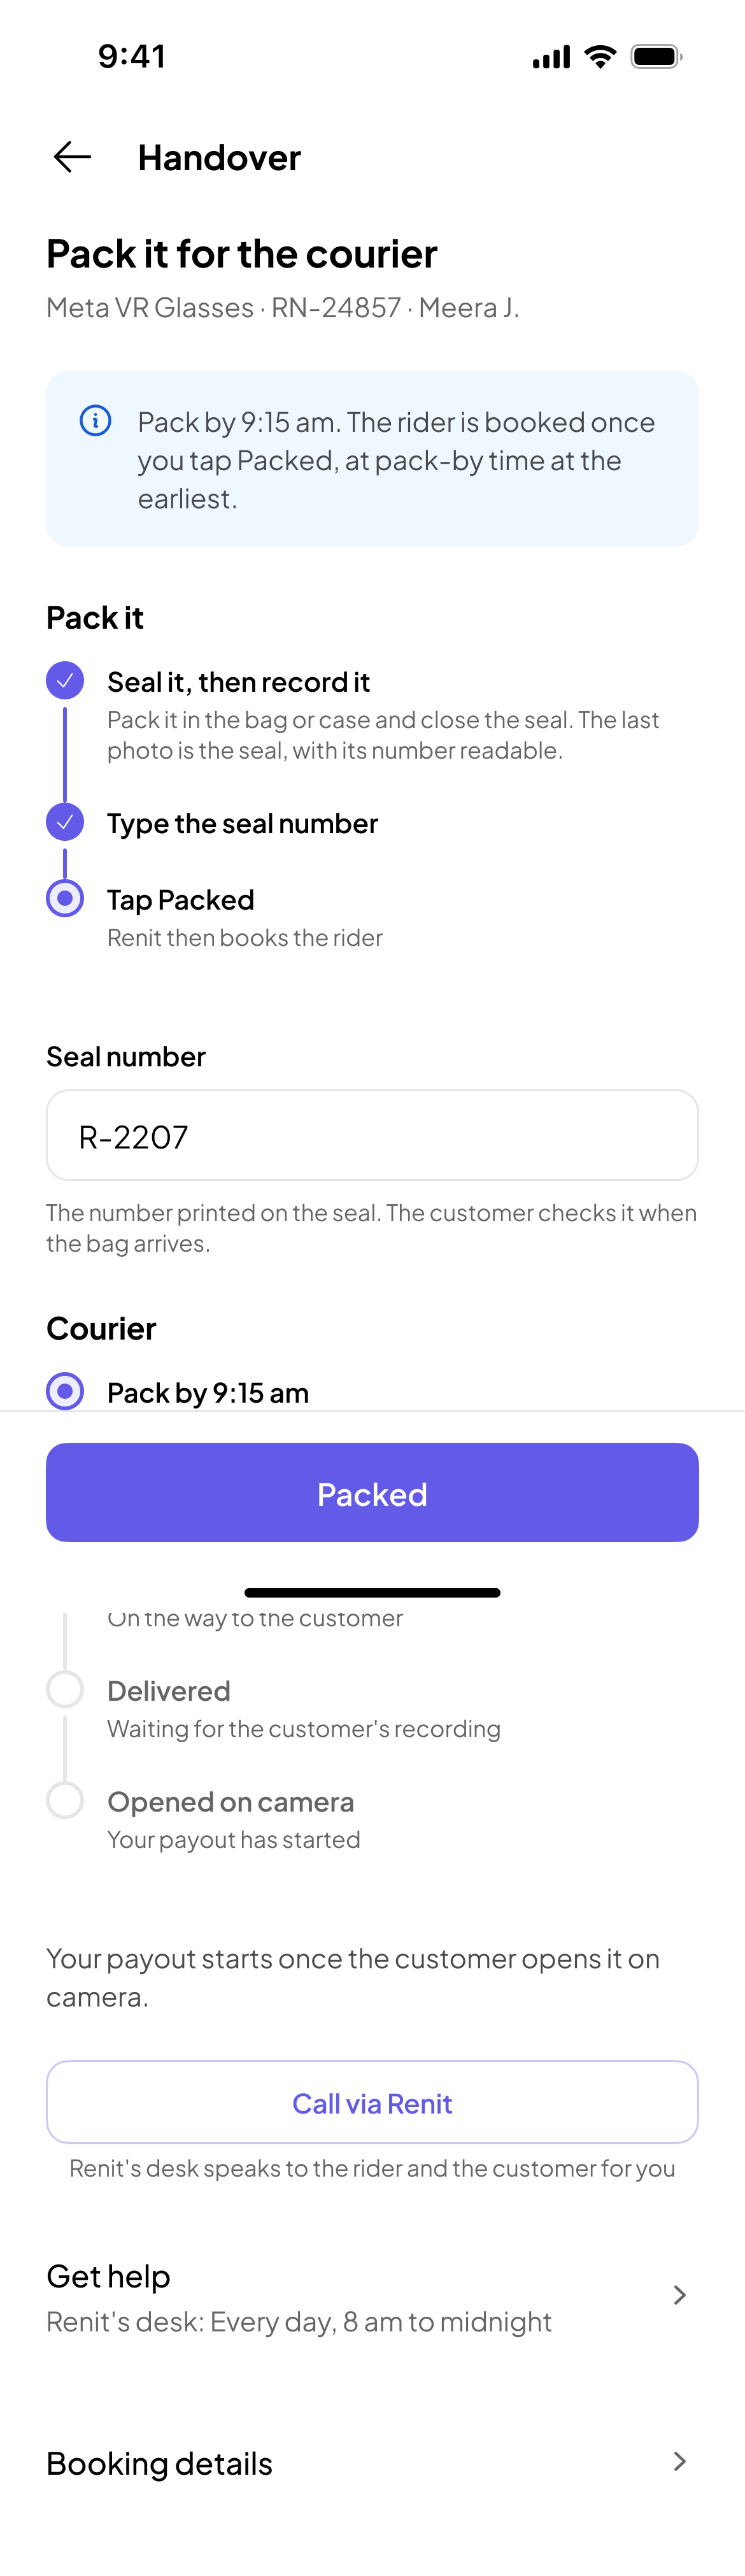 9:41
Handover
Pack it for the courier
Meta VR Glasses · RN-24857 · Meera J.
Pack by 9:15 am. The rider is booked once
you tap Packed, at pack-by time at the
earliest.
Pack it
Seal it, then record it
Pack it in the bag or case and close the seal. The last
photo is the seal, with its number readable.
Type the seal number
Tap Packed
Renit then books the rider
Seal number
R-2207
The number printed on the seal. The customer checks it when
the bag arrives.
Courier
Pack by 9:15 am
Packed
On the way to the customer
Delivered
Waiting for the customer's recording
Opened on camera
Your payout has started
Your payout starts once the customer opens it on
camera.
Call via Renit
Renit's desk speaks to the rider and the customer for you
Get help
Renit's desk: Every day, 8 am to midnight
Booking details